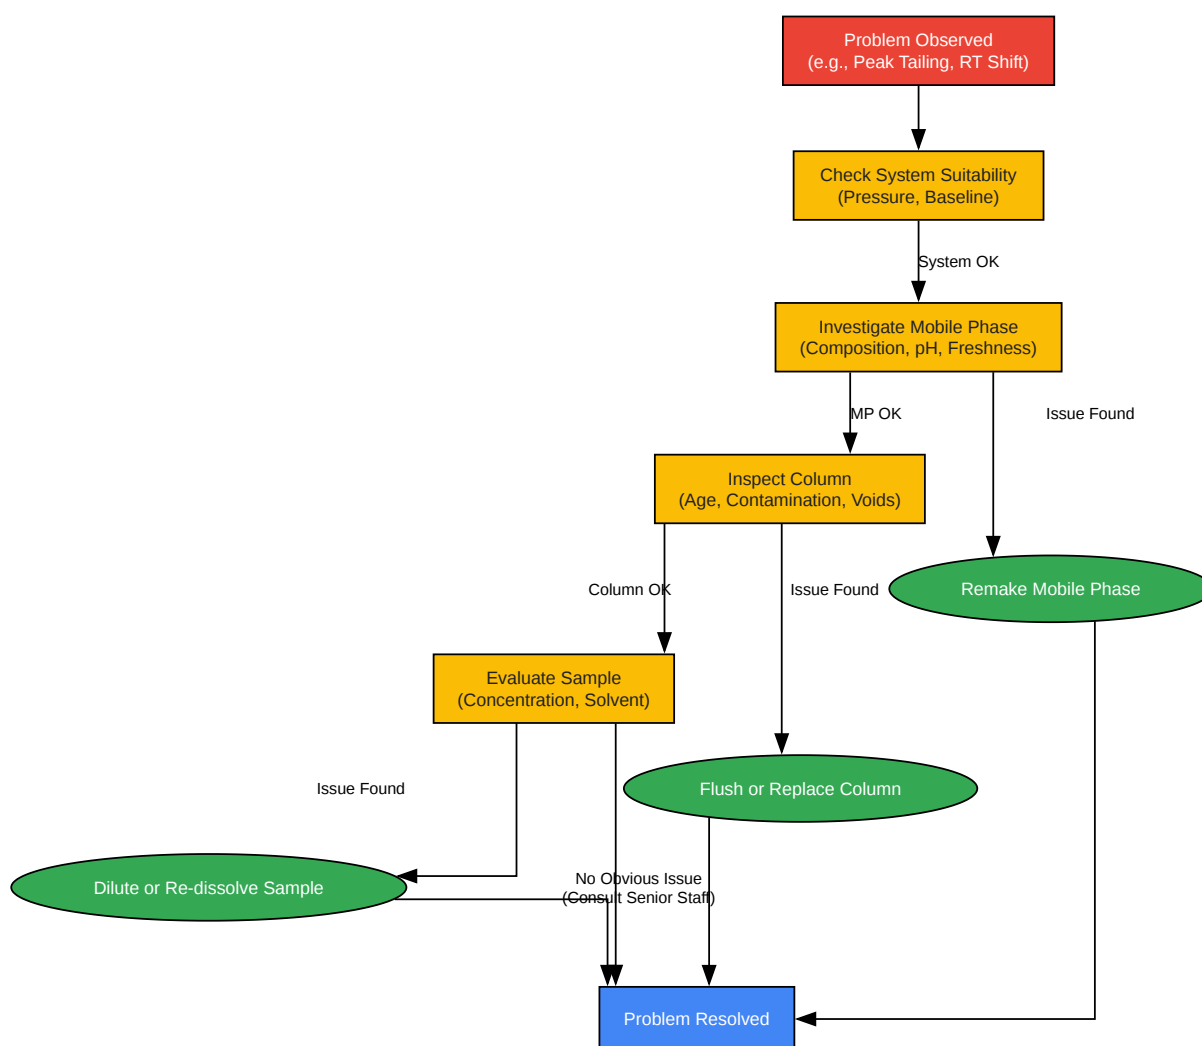 Problem Observed
(e.g., Peak Tailing, RT Shift)
Check System Suitability
(Pressure, Baseline)
System OK
Investigate Mobile Phase
(Composition, pH, Freshness)
MP OK
Issue Found
Inspect Column
(Age, Contamination, Voids)
Column OK
Issue Found
Remake Mobile Phase
Evaluate Sample
(Concentration, Solvent)
Issue Found
Flush or Replace Column
Dilute or Re-dissolve Sample
No Obvious Issue
(Consult Senior Staff)
Problem Resolved